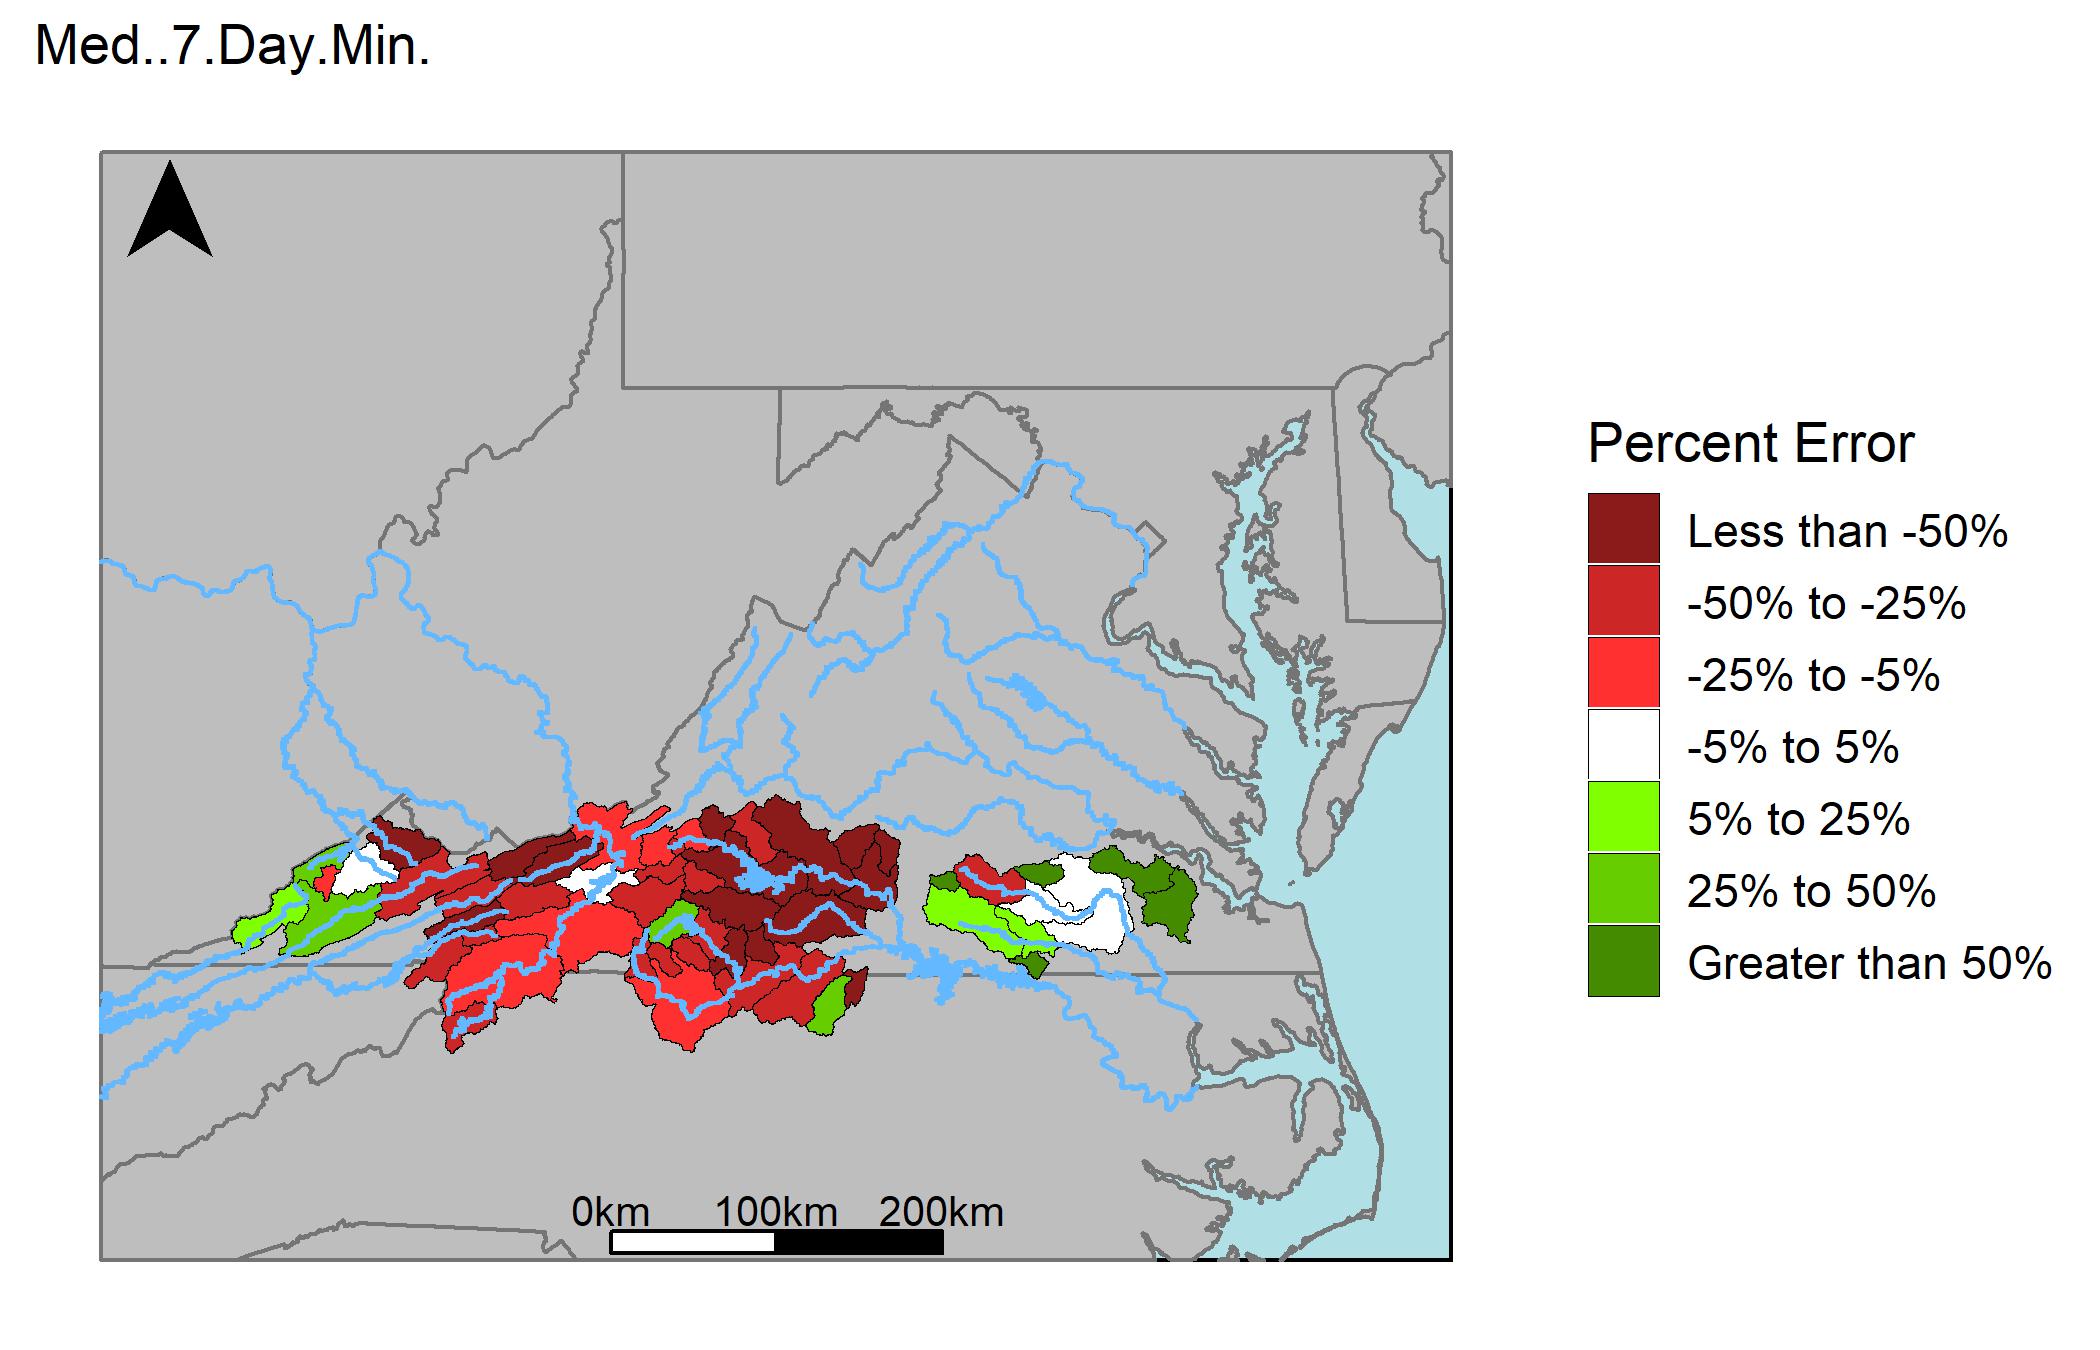 Med..7.Day.Min.
Percent Error
Less than -50%
-50% to -25%
-25% to -5%
-5% to 5%
5% to 25%
25% to 50%
Greater than 50%
0km 100km 200km